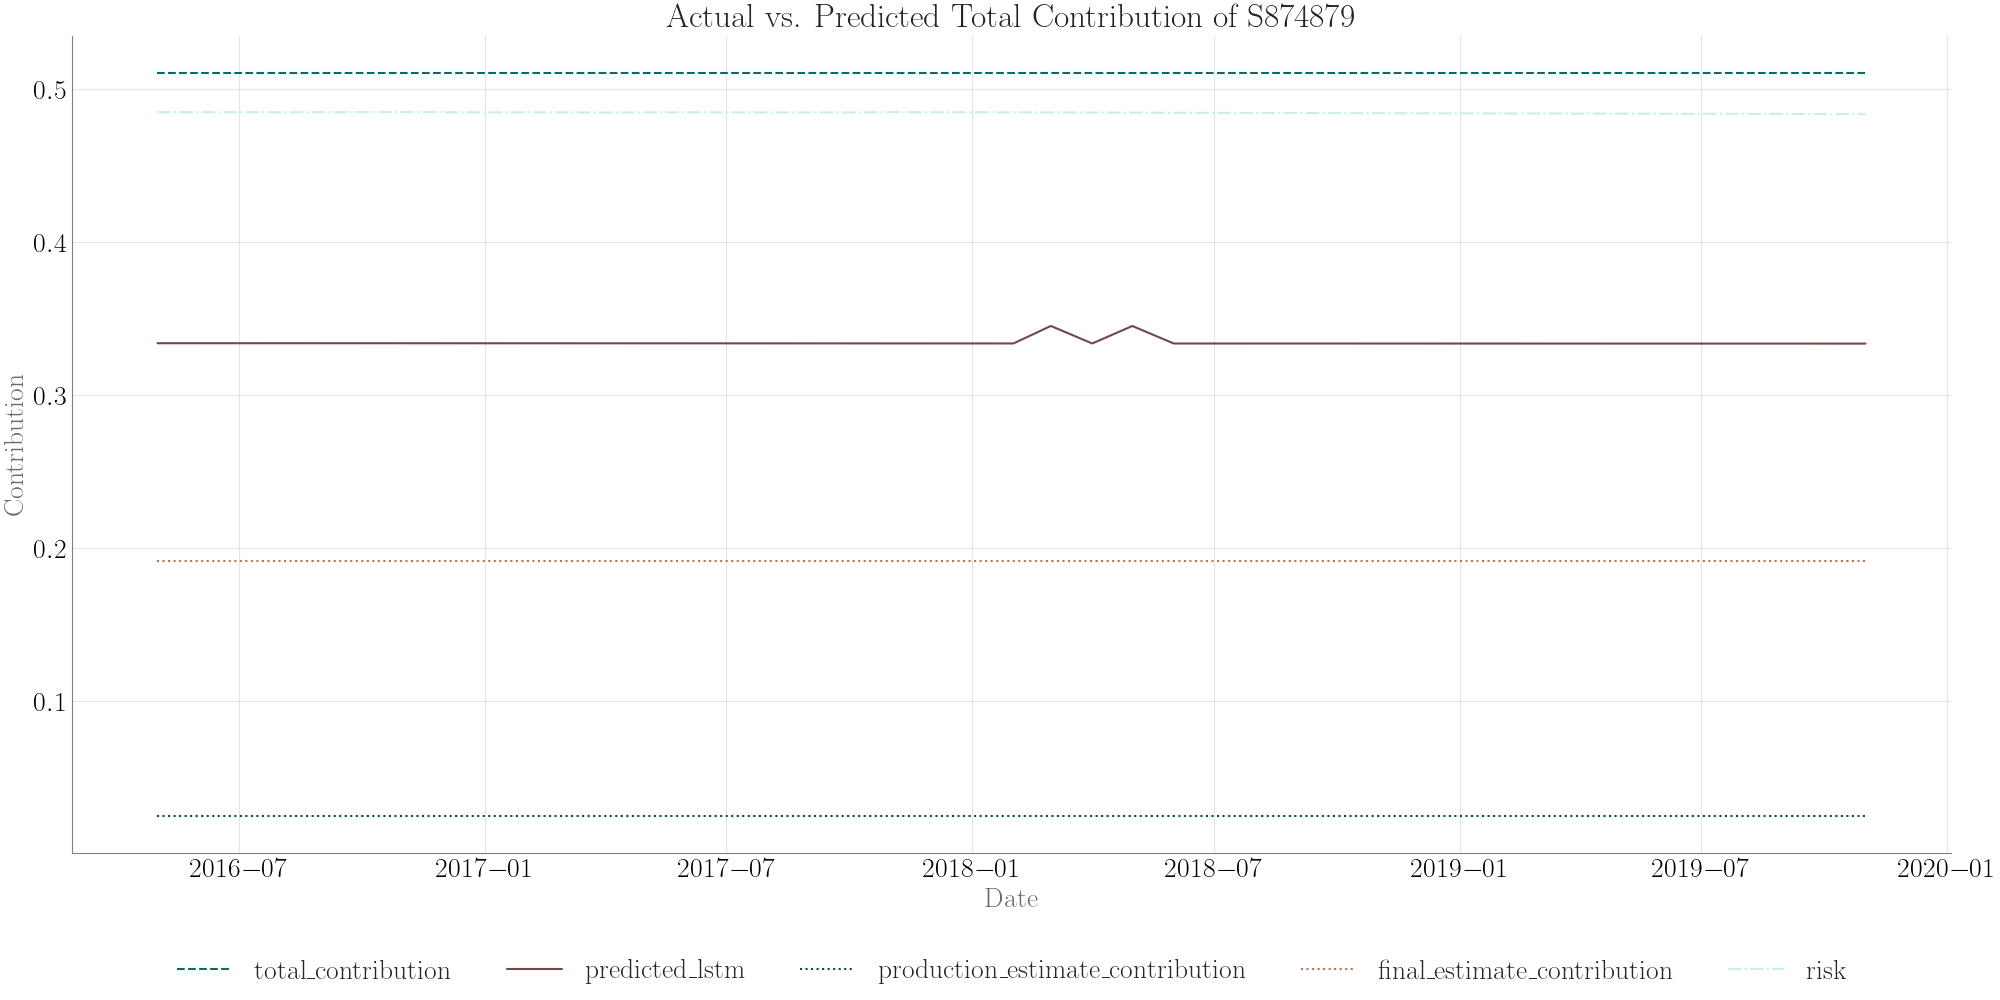 Actual vs. Predicted Total Contribution of S874879
0.5
0.4
0.3
0.2
0.1
Contribution
2016−07 2017−01 2017−07 2018−01 2018−07 2019−01 2019−07 2020−01
Date
total_contribution predicted_lstm production_estimate_contribution final_estimate_contribution risk